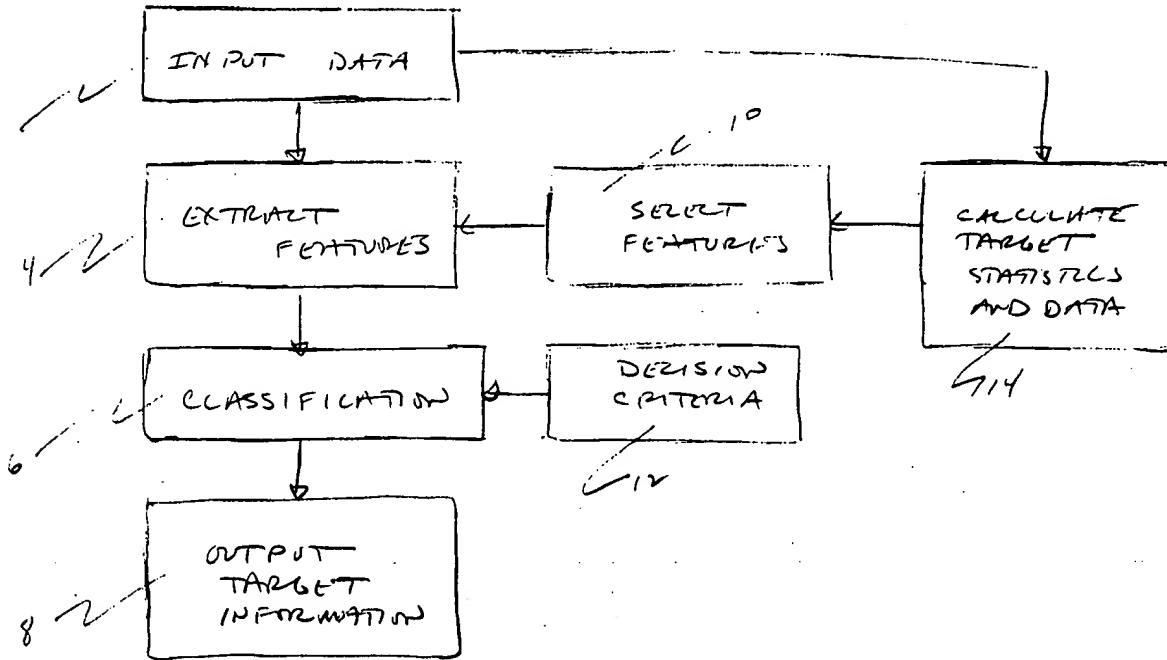 INPUT DATA
10
EXTRACT
FEATURES
SELECT
FEATURES
CALCULATE
TARGET
STATISTICS
AND DATA
4
14
CLASSIFICATION
DECISION
CRITERIA
6
12
OUTPUT
TARGET
INFORMATION
8